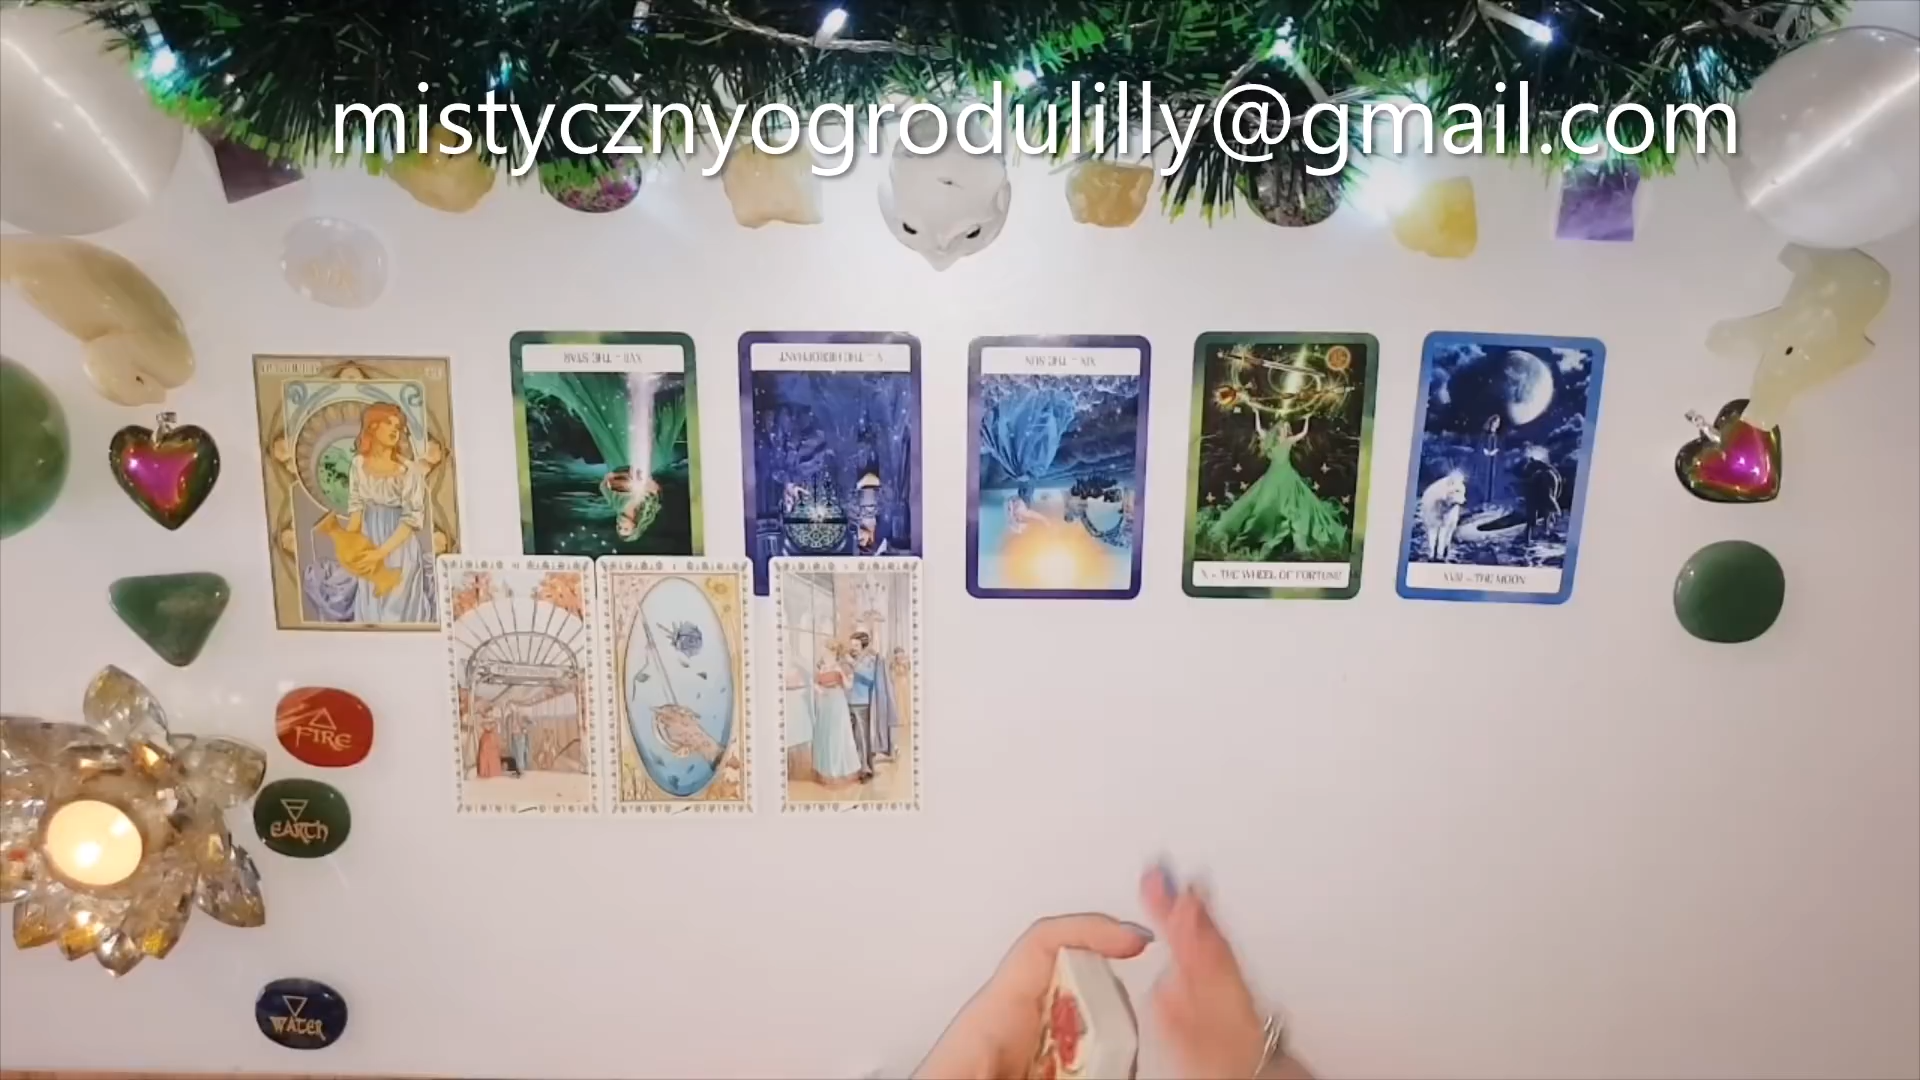 mistycznyogrodulilly@gmail.com
XVII - THE STAR
V - THE HIEROPHANT
XIX - THE SUN
X - THE WHEEL OF FORTUNE
XVIII - THE MOON
FIRE
EARTH
WATER